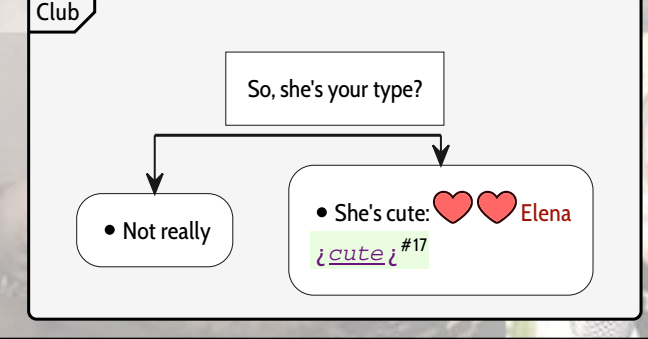 Club
So, she's your type?
• Not really
• She's cute: Elena
¿cute¿#17